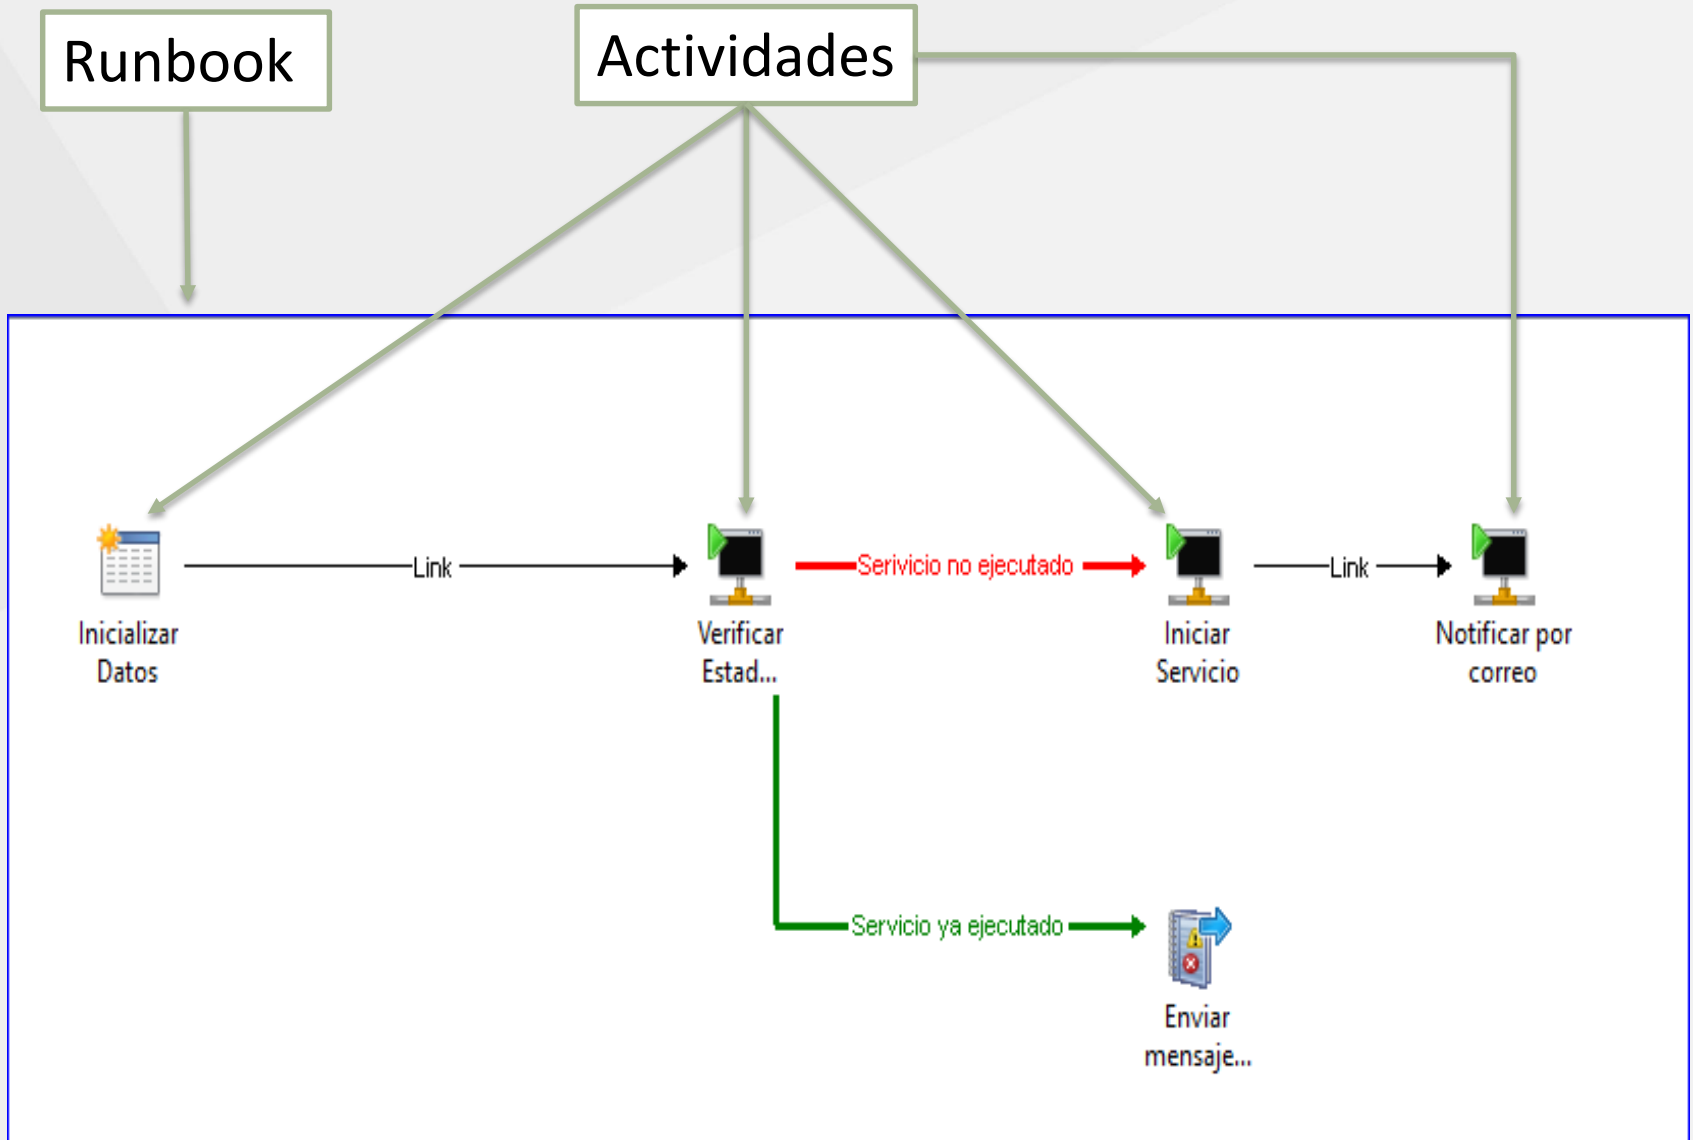 Runbook
Actividades
Link
Serivicio no ejecutado
Link
Inicializar
Datos
Verificar
Estad...
Iniciar
Servicio
Notificar por
correo
Servicio ya ejecutado
Enviar
mensaje...